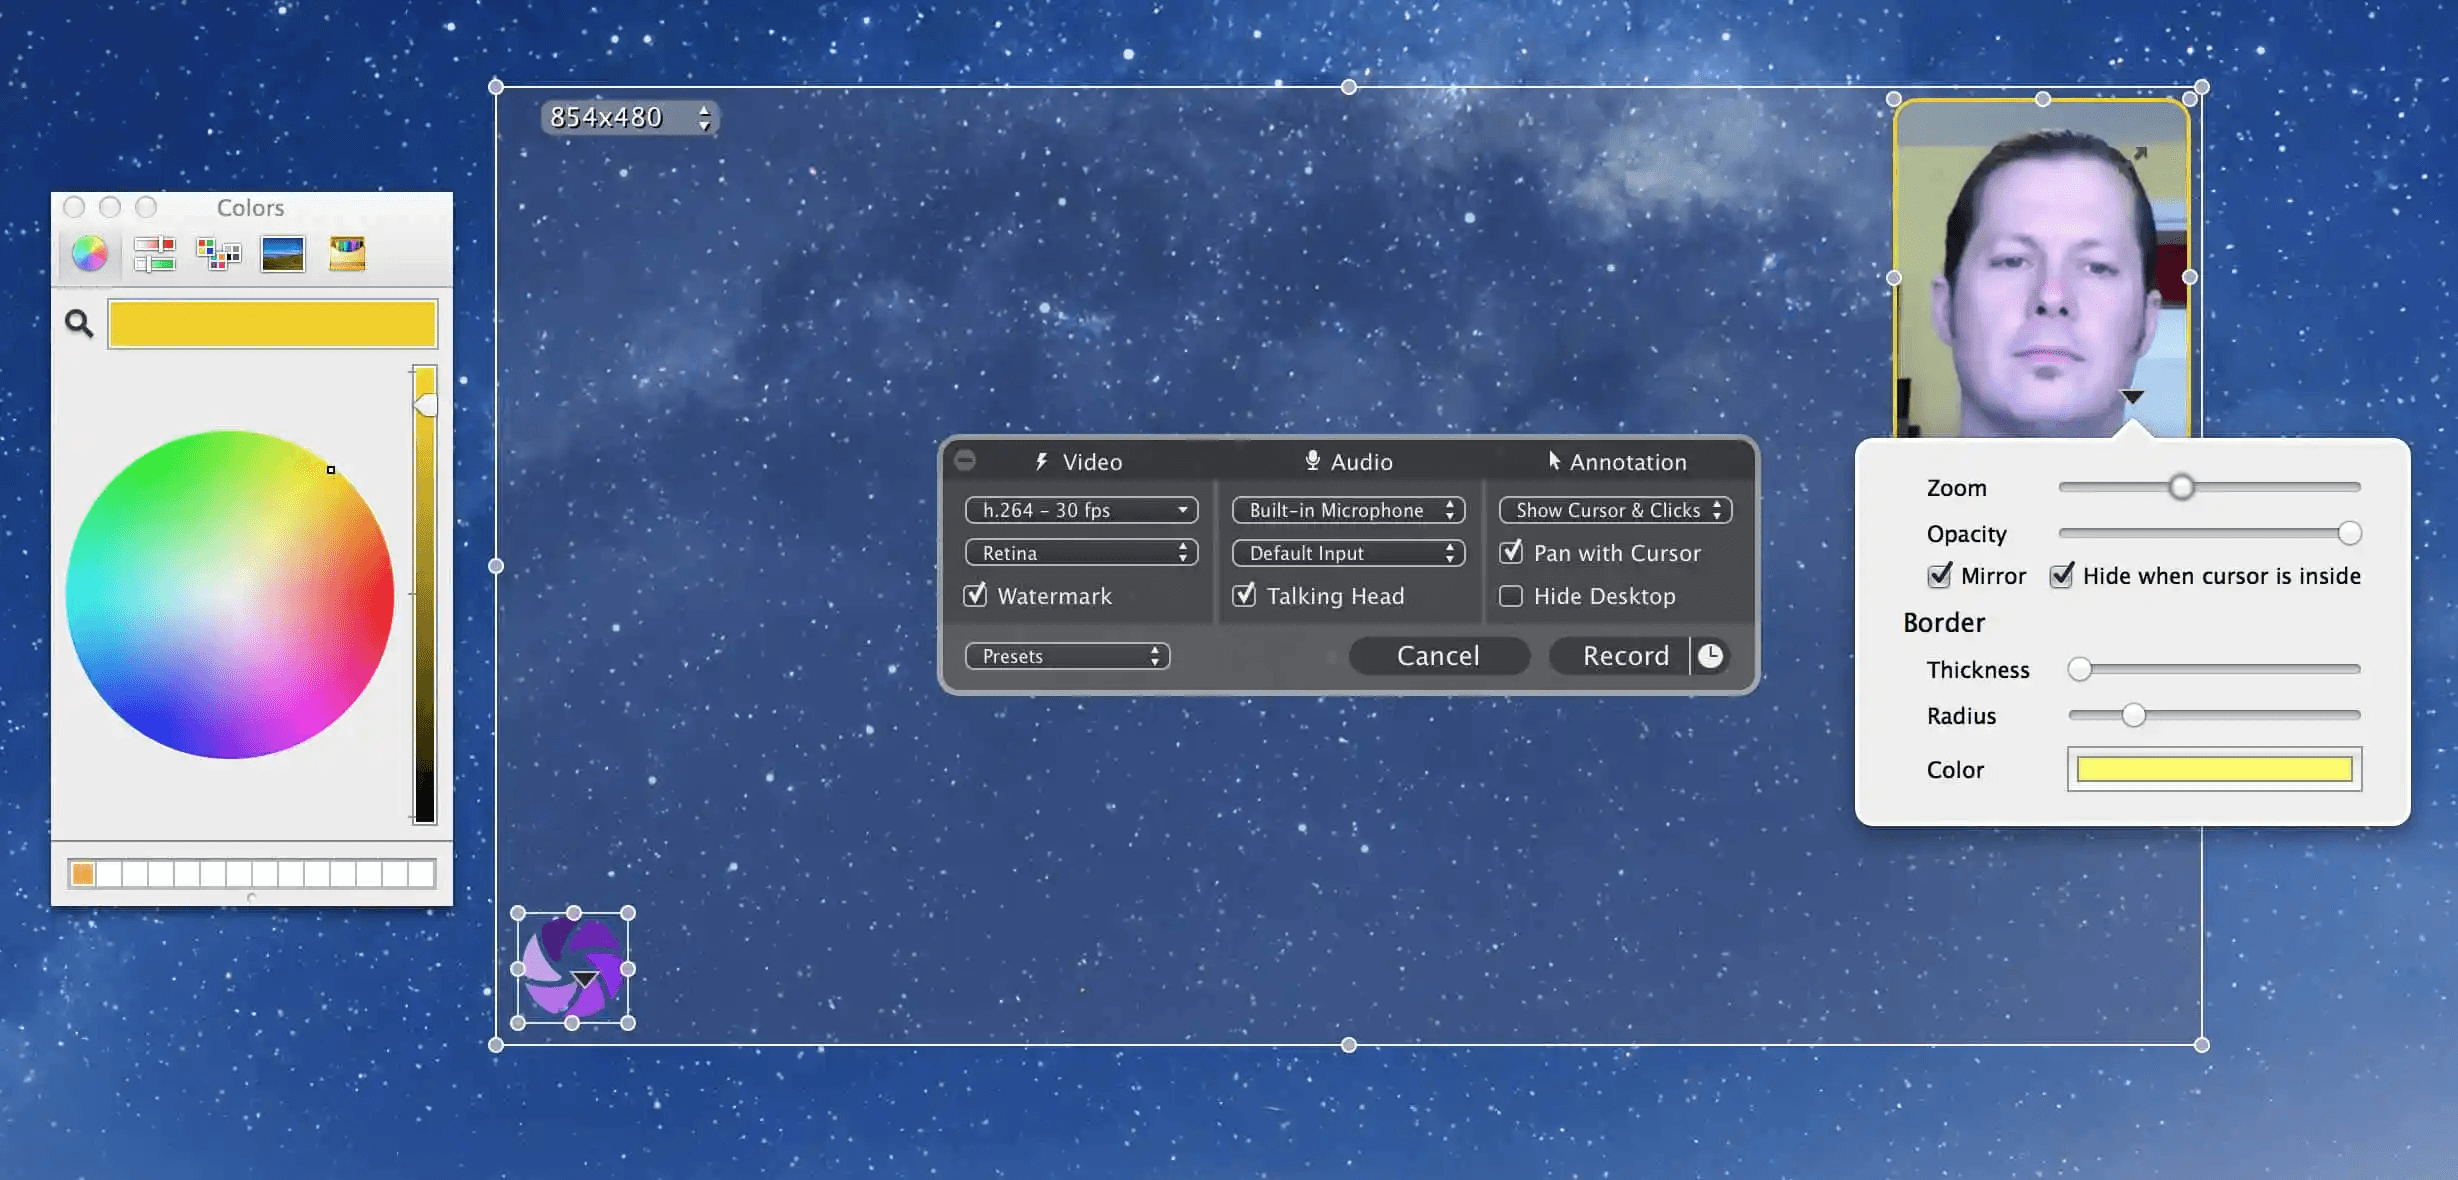 854x480
Colors
Video
Audio
Annotation
h.264 – 30 fps
Built-in Microphone
Show Cursor & Clicks
Retina
Default Input
Pan with Cursor
Watermark
Talking Head
Hide Desktop
Presets
Cancel
Record
Zoom
Opacity
Mirror
Hide when cursor is inside
Border
Thickness
Radius
Color